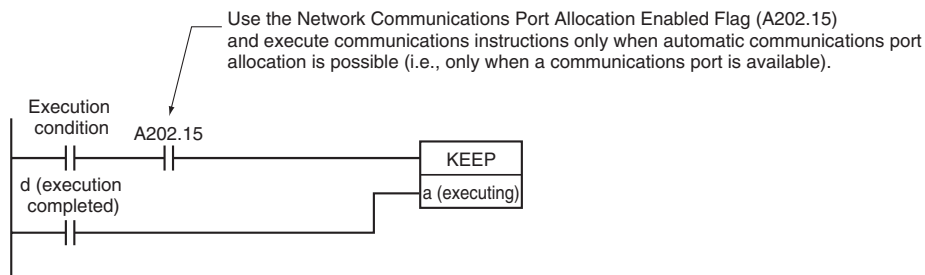 Use the Network Communications Port Allocation Enabled Flag (A202.15)
and execute communications instructions only when automatic communications port
allocation is possible (i.e., only when a communications port is available).
Execution
condition
A202.15
KEEP
a (executing)
d (execution
completed)